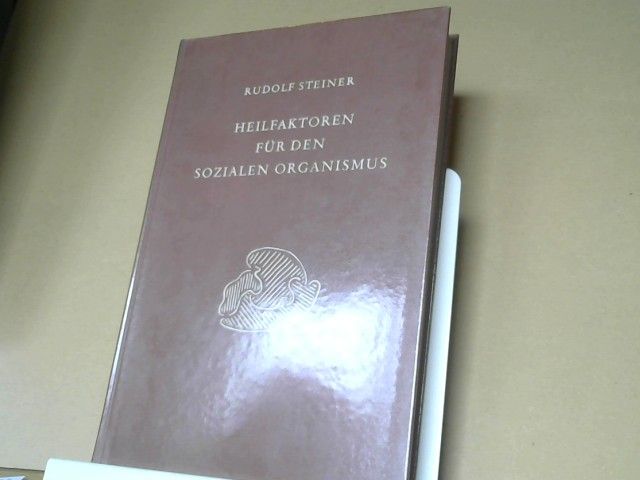 RUDOLF STEINER
HEILFAKTOREN
FÜR DEN
SOZIALEN ORGANISMUS